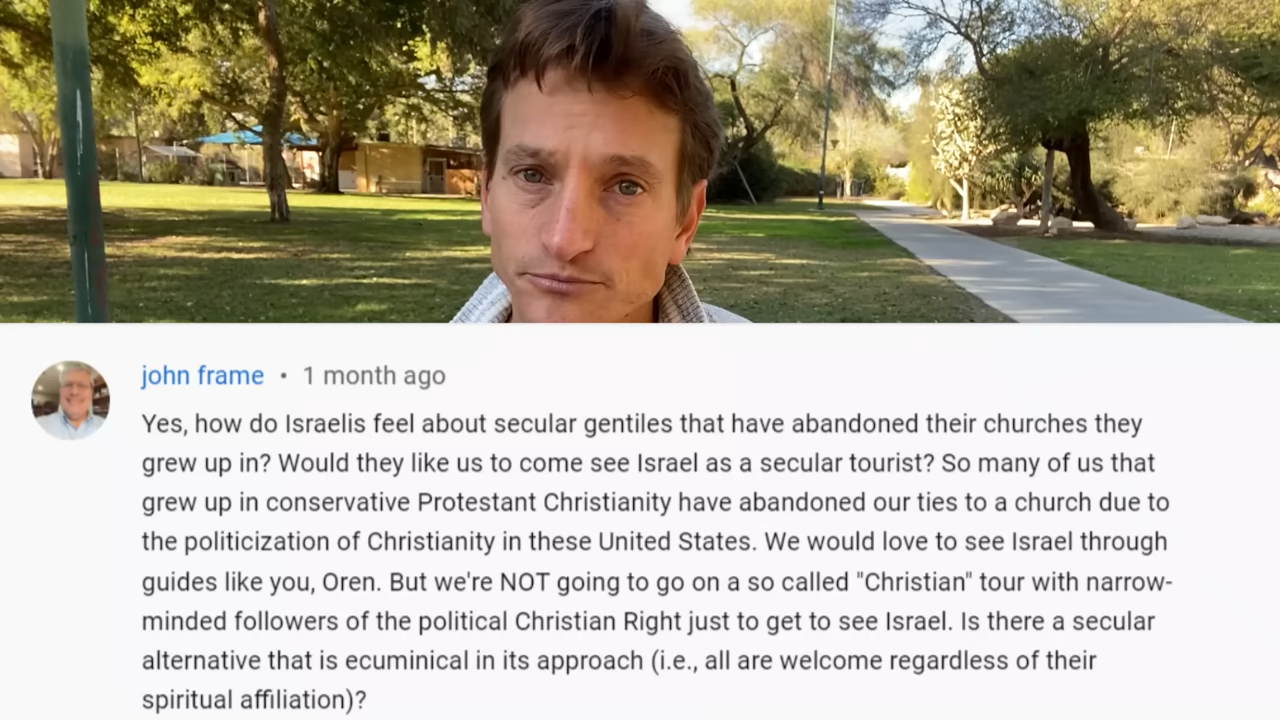 john frame • 1 month ago
Yes, how do Israelis feel about secular gentiles that have abandoned their churches they
grew up in? Would they like us to come see Israel as a secular tourist? So many of us that
grew up in conservative Protestant Christianity have abandoned our ties to a church due to
the politicization of Christianity in these United States. We would love to see Israel through
guides like you, Oren. But we're NOT going to go on a so called "Christian" tour with narrow-
minded followers of the political Christian Right just to get to see Israel. Is there a secular
alternative that is ecuminical in its approach (i.e., all are welcome regardless of their
spiritual affiliation)?